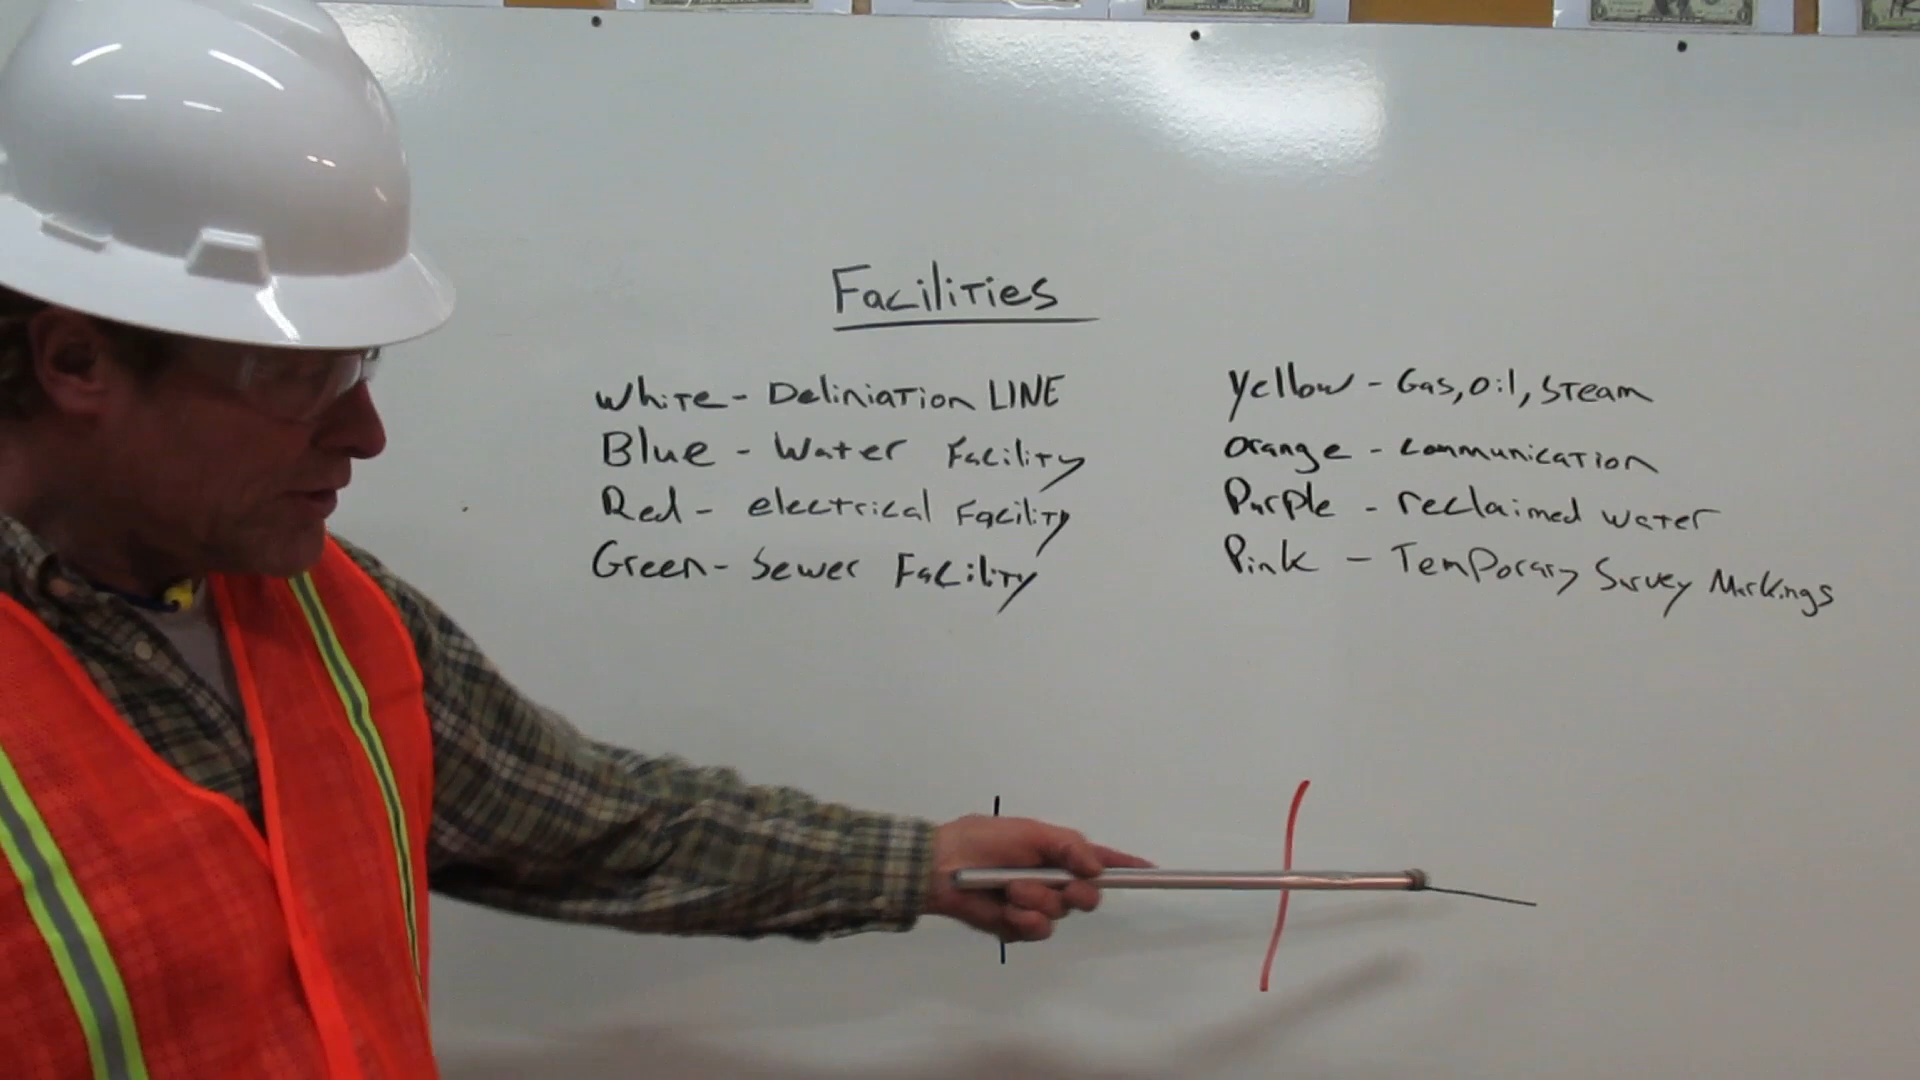 Facilities
White - Deliniation LINE
Blue - Water Facility
Red - electrical Facility
Green - Sewer Facility
Yellow - Gas, Oil, Steam
Orange - Communication
Purple - reclaimed water
Pink - Temporary Survey Markings